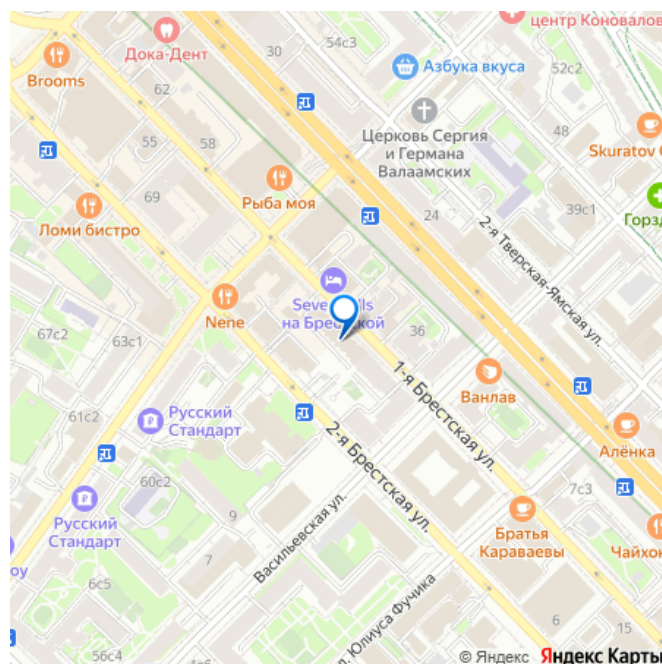 центр Коновалов
Дока-Дент
30
54с3
Азбука вкуса
52с2
Brooms
62
Церковь Сергия
и Германа
Валаамских
48
Skuratov C
55
58
Рыба моя
69
24
39с1
Горзд
Ломи бистро
2-я Тверская-Ямская ул.
Seve
lls
на Брестской
Nene
36
67с2
63с1
1-я Брестская ул.
Ванлав
61с2
Русский
Стандарт
2-я Брестская ул.
Алёнка
60с2
7с3
9
Русский
Стандарт
Васильевская ул.
Братья
Караваевы
Чайхон
7
оу
6с5
л. Юлиуса Фучика
6
15
56с4
© Яндекс
Яндекс Карты